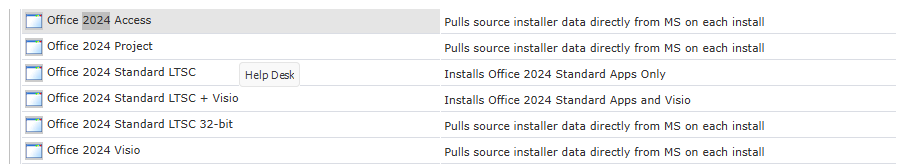 Office 2024 Access Pulls source installer data directly from MS on each install
Office 2024 Project Pulls source installer data directly from MS on each install
Office 2024 Standard LTSC Installs Office 2024 Standard Apps Only
Help Desk
Office 2024 Standard LTSC + Visio Installs Office 2024 Standard Apps and Visio
Office 2024 Standard LTSC 32-bit Pulls source installer data directly from MS on each install
Office 2024 Visio Pulls source installer data directly from MS on each install